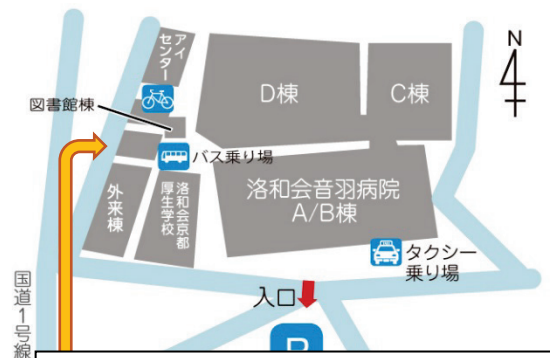 アイ
センター
N
D棟
C棟
図書館棟
バス乗り場
外来棟
洛和会京都
厚生学校
洛和会音羽病院
A/B棟
タクシー
乗り場
入口
国道1号線
P